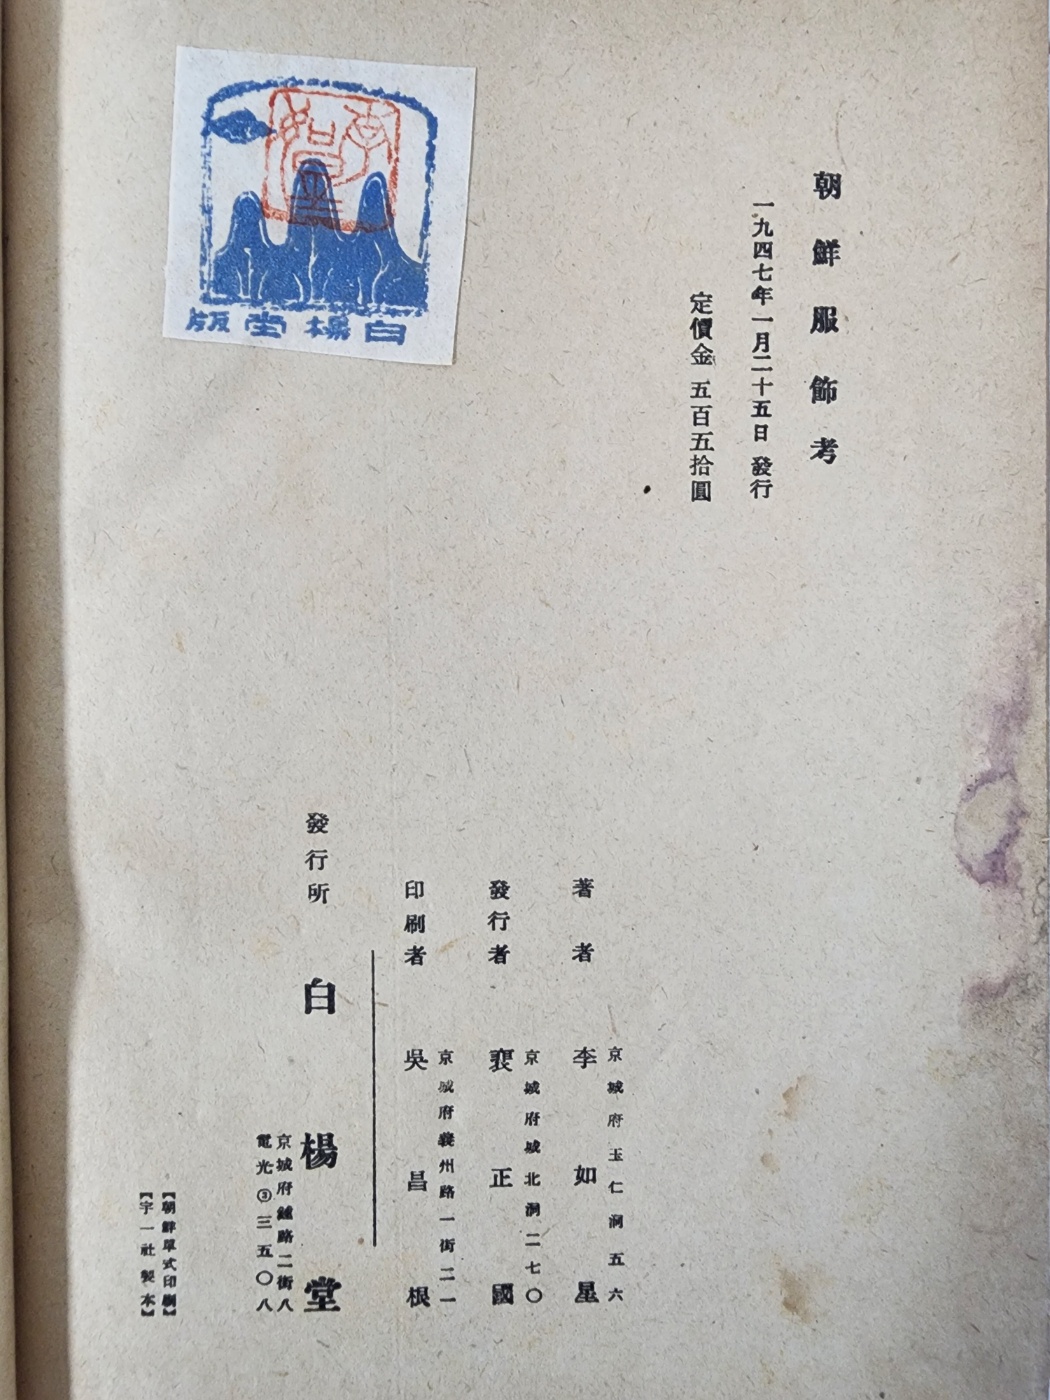 朝鮮服飾考
一九四七年一月二十五日 發行
定價金 五百五拾圓
京城府玉仁洞五六
著者 李如星
京城府城北洞二七〇
發行者 裵正國
京城府義州路一街二一
印刷者 吳昌根
發行所 白楊堂
京城府鍾路二街八
電光③三五〇八
【朝鮮單式印刷】
【宇一社製本】
李如星
白楊堂版